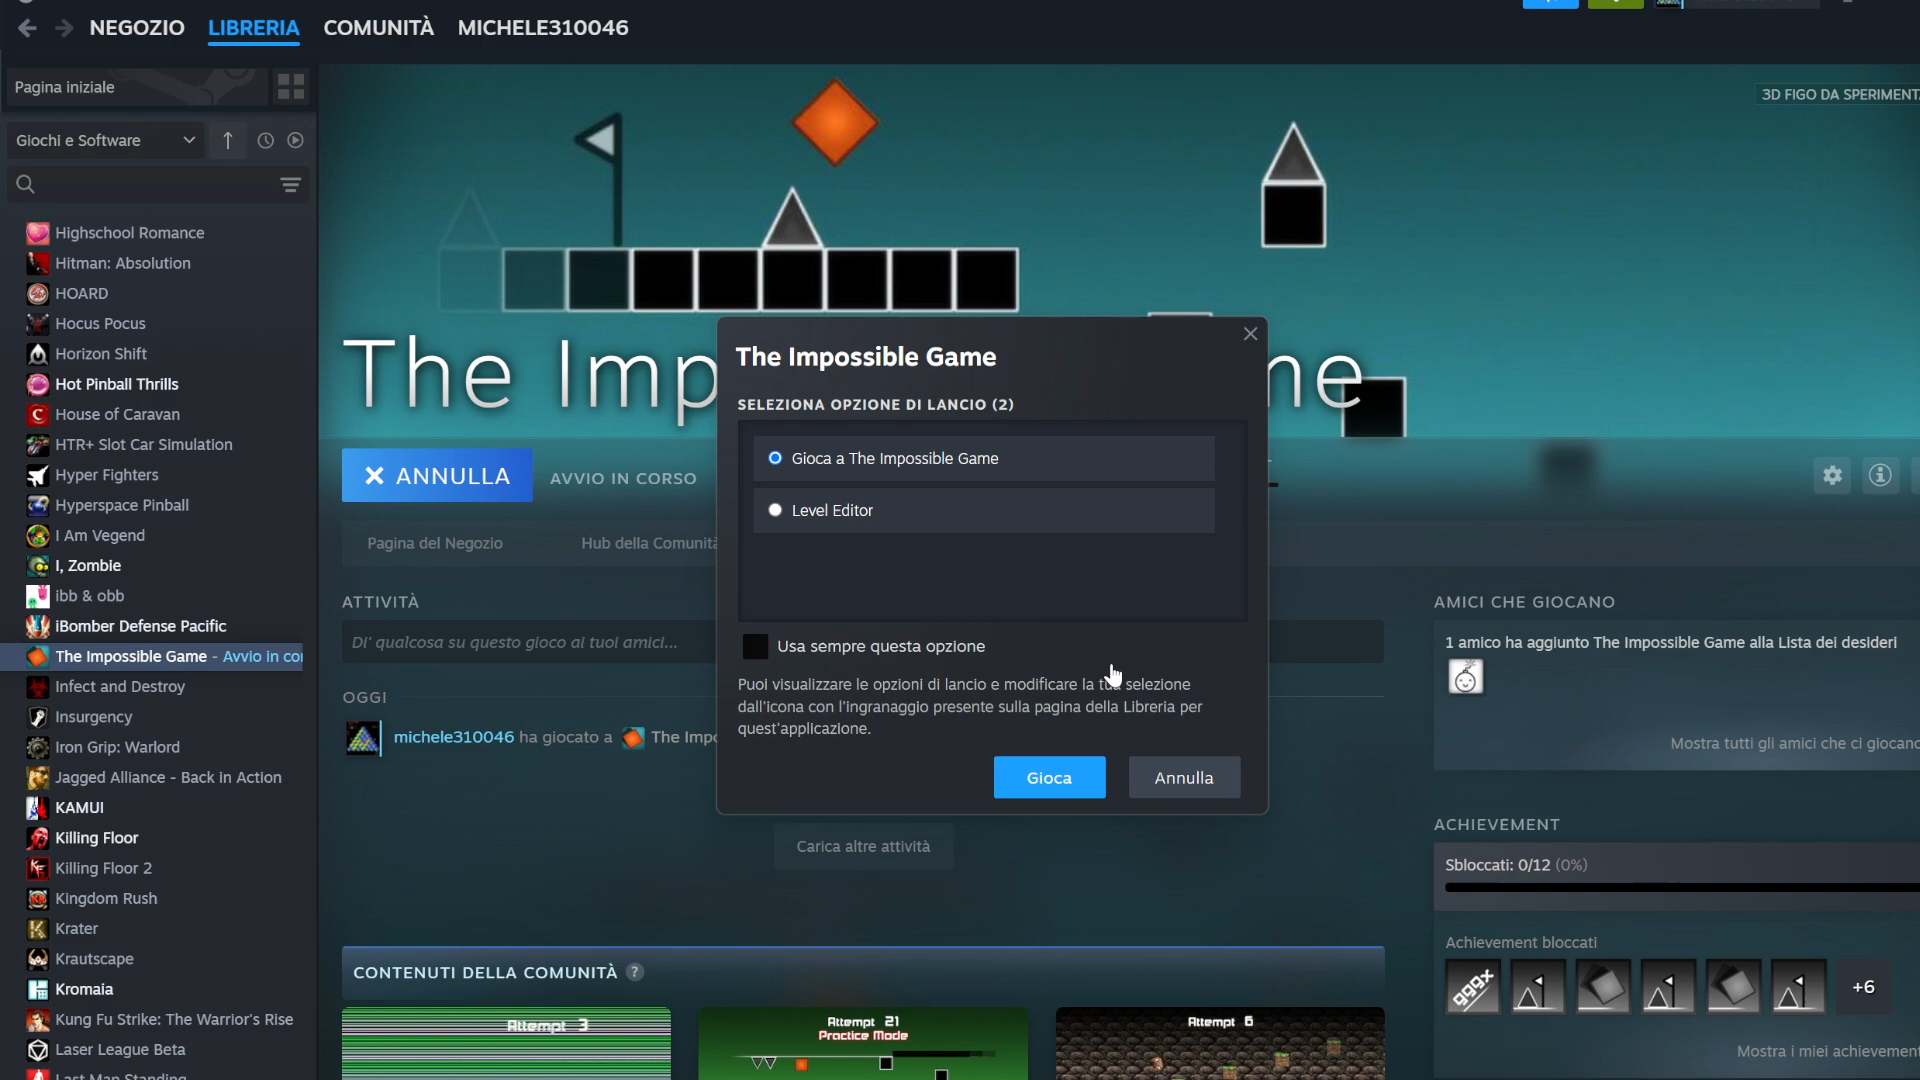 NEGOZIO LIBRERIA COMUNITÀ MICHELE310046
Pagina iniziale
Giochi e Software
Highschool Romance
Hitman: Absolution
HOARD
Hocus Pocus
Horizon Shift
Hot Pinball Thrills
House of Caravan
HTR+ Slot Car Simulation
Hyper Fighters
Hyperspace Pinball
I Am Vegend
I, Zombie
ibb & obb
iBomber Defense Pacific
The Impossible Game - Avvio in cor
Infect and Destroy
Insurgency
Iron Grip: Warlord
Jagged Alliance - Back in Action
KAMUI
Killing Floor
Killing Floor 2
Kingdom Rush
Krater
Krautscape
Kromaia
Kung Fu Strike: The Warrior's Rise
Laser League Beta
Last Man Standing
3D FIGO DA SPERIMENTA
The Imp
me
ANNULLA
AVVIO IN CORSO
Pagina del Negozio
Hub della Comunità
ATTIVITÀ
Di' qualcosa su questo gioco ai tuoi amici...
OGGI
michele310046 ha giocato a The Impo
Carica altre attività
CONTENUTI DELLA COMUNITÀ ?
Attempt 3
Attempt 21
Practice Mode
Attempt 6
The Impossible Game
SELEZIONA OPZIONE DI LANCIO (2)
Gioca a The Impossible Game
Level Editor
Usa sempre questa opzione
Puoi visualizzare le opzioni di lancio e modificare la tua selezione
dall'icona con l'ingranaggio presente sulla pagina della Libreria per
quest'applicazione.
Gioca
Annulla
AMICI CHE GIOCANO
1 amico ha aggiunto The Impossible Game alla Lista dei desideri
Mostra tutti gli amici che ci giocano
ACHIEVEMENT
Sbloccati: 0/12 (0%)
Achievement bloccati
gggx
+6
Mostra i miei achievement